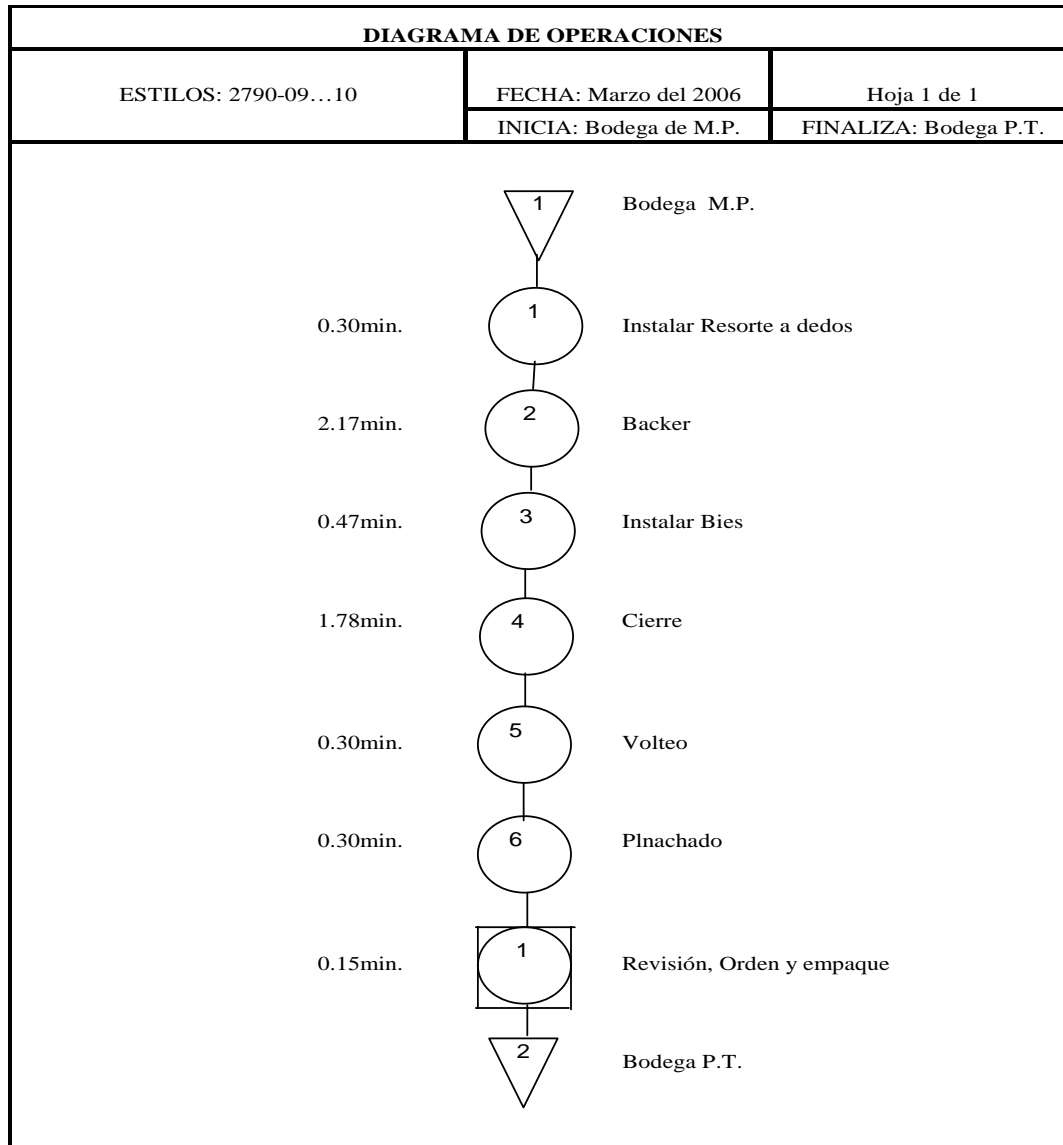 DIAGRAMA DE OPERACIONES
ESTILOS: 2790-09…10
FECHA: Marzo del 2006
Hoja 1 de 1
INICIA: Bodega de M.P.
FINALIZA: Bodega P.T.
1
Bodega M.P.
0.30min.
1
Instalar Resorte a dedos
2.17min.
2
Backer
0.47min.
3
Instalar Bies
1.78min.
4
Cierre
0.30min.
5
Volteo
0.30min.
6
Plnachado
0.15min.
1
Revisión, Orden y empaque
2
Bodega P.T.